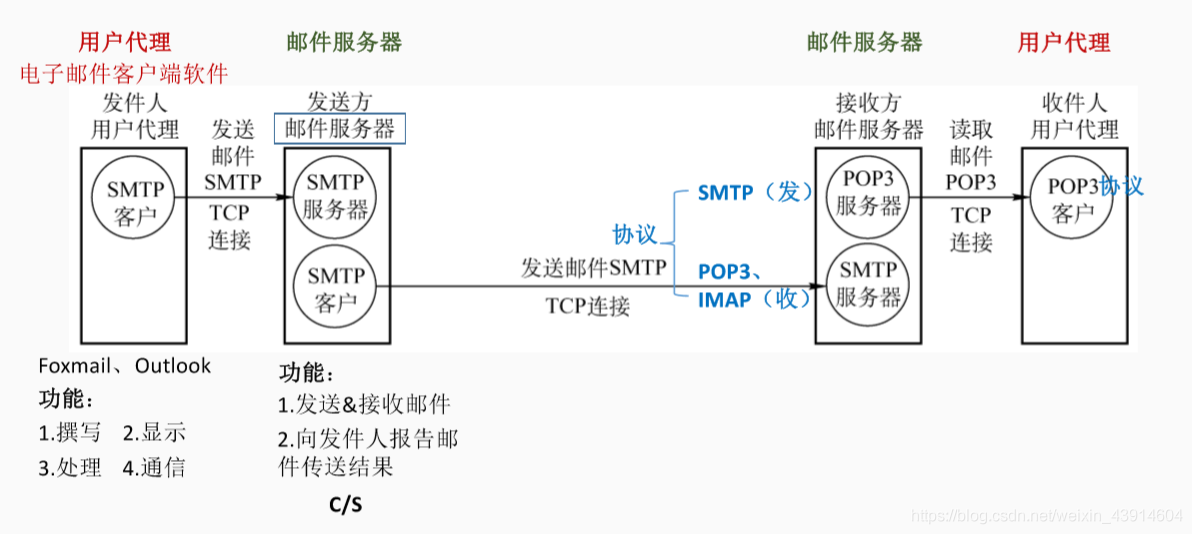 用户代理
电子邮件客户端软件
邮件服务器
邮件服务器
用户代理
发件人
用户代理
发送
邮件
SMTP
TCP
连接
发送方
邮件服务器
接收方
邮件服务器
读取
邮件
POP3
TCP
连接
收件人
用户代理
SMTP
客户
SMTP
服务器
SMTP
客户
发送邮件SMTP
TCP连接
协议
SMTP（发）
POP3、
IMAP（收）
POP3
服务器
SMTP
服务器
POP3协议
客户
Foxmail、Outlook
功能：
1.撰写 2.显示
3.处理 4.通信
功能：
1.发送&接收邮件
2.向发件人报告邮
件传送结果
C/S
https://blog.csdn.net/weixin_43914604